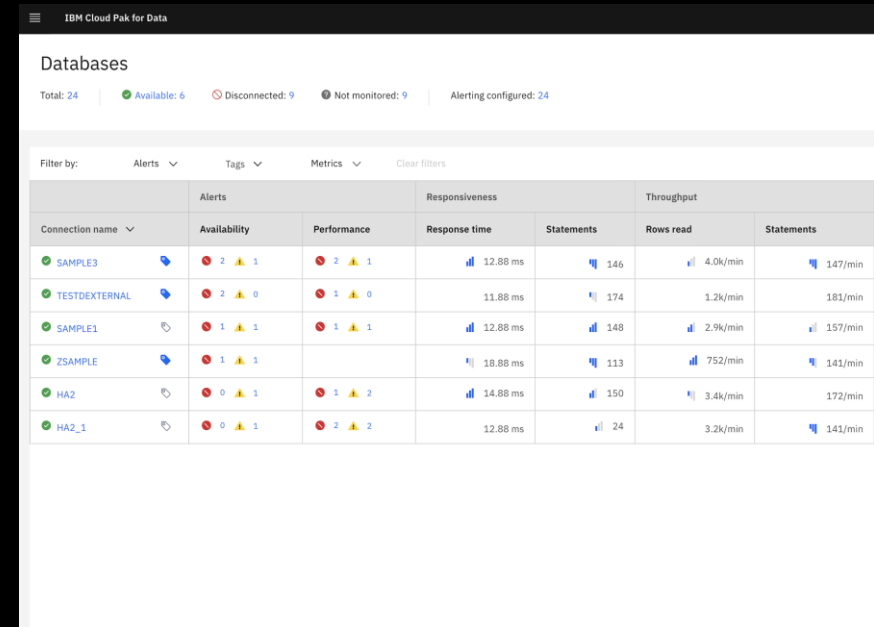 IBM Cloud Pak for Data
Databases
Total: 24 Available: 6 Disconnected: 9 Not monitored: 9 Alerting configured: 24
Filter by: Alerts Tags Metrics Clear filters
Alerts Responsiveness Throughput
Connection name Availability Performance Response time Statements Rows read Statements
SAMPLE3 2 1 2 1 12.88 ms 146 4.0k/min 147/min
TESTDEXTERNAL 2 0 1 0 11.88 ms 174 1.2k/min 181/min
SAMPLE1 1 1 1 1 12.88 ms 148 2.9k/min 157/min
ZSAMPLE 1 1 18.88 ms 113 752/min 141/min
HA2 0 1 1 2 14.88 ms 150 3.4k/min 172/min
HA2_1 0 1 2 2 12.88 ms 24 3.2k/min 141/min